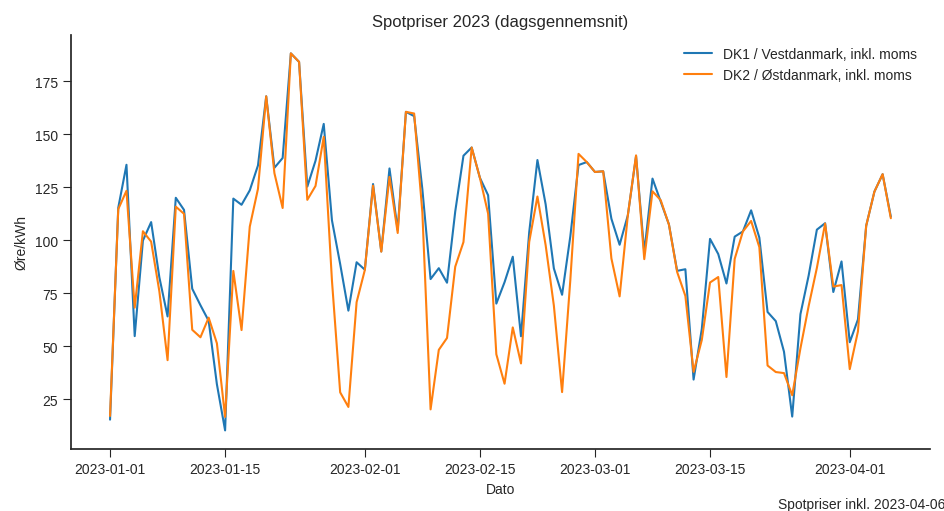 Spotpriser 2023 (dagsgennemsnit)
DK1 / Vestdanmark, inkl. moms
DK2 / Østdanmark, inkl. moms
Øre/kWh
175
150
125
100
75
50
25
2023-01-01 2023-01-15 2023-02-01 2023-02-15 2023-03-01 2023-03-15 2023-04-01
Dato
Spotpriser inkl. 2023-04-06